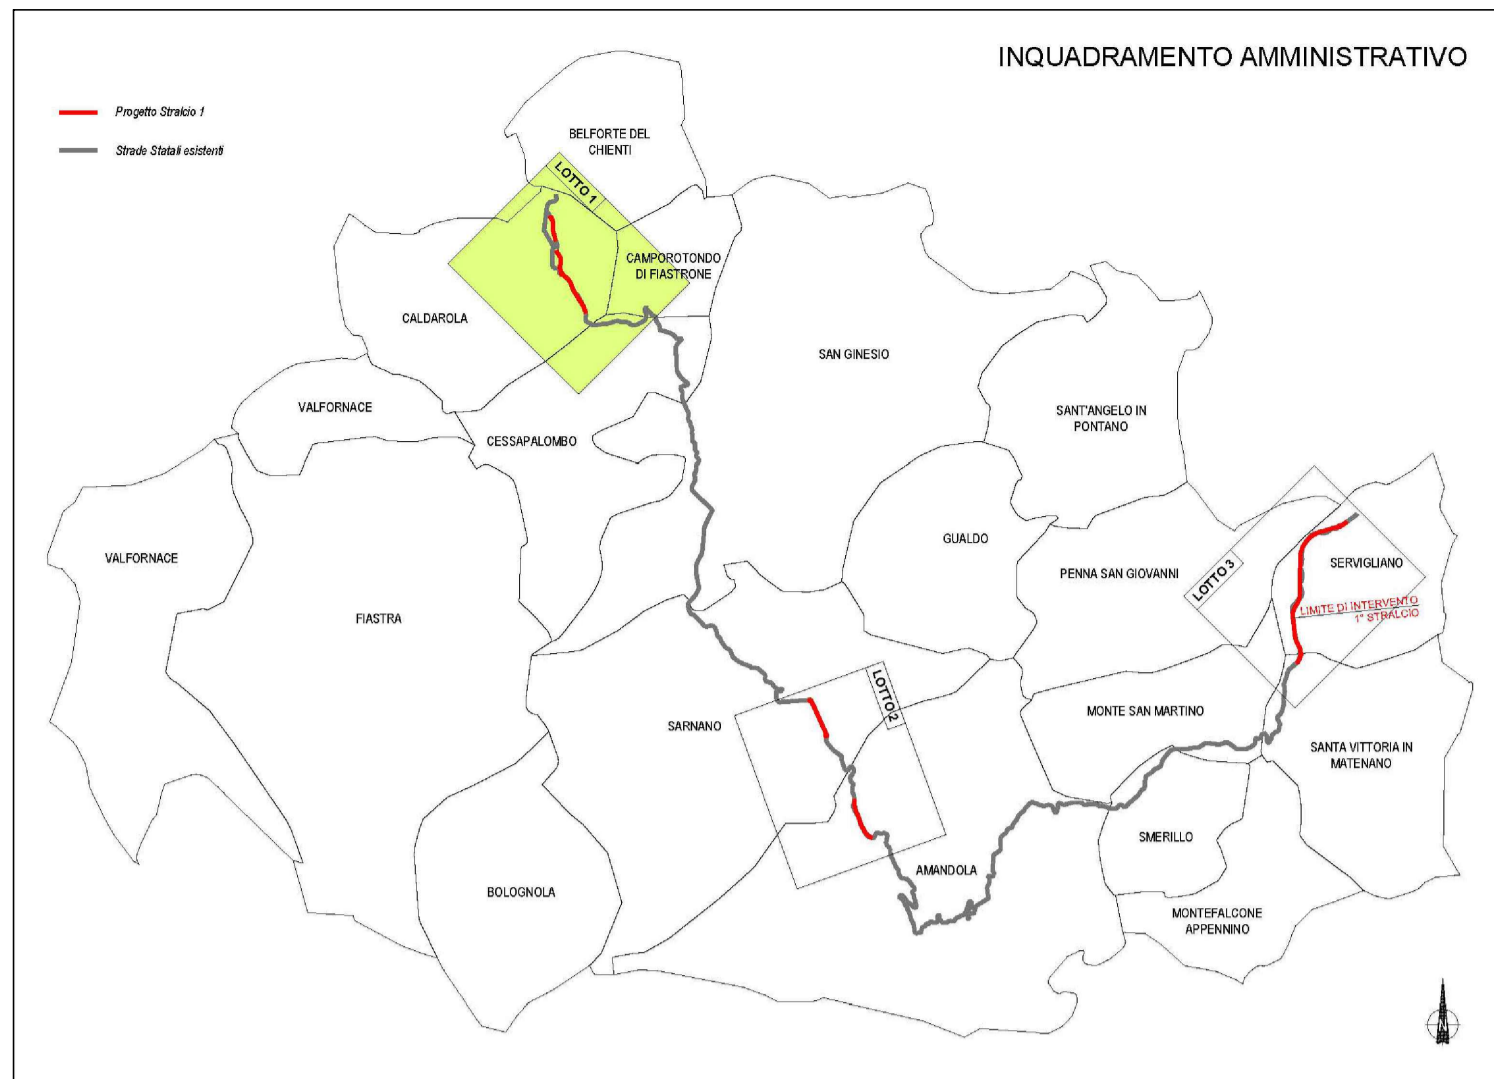 INQUADRAMENTO AMMINISTRATIVO
Progetto Stralcio 1
Strade Statali esistenti
BELFORTE DEL
CHIENTI
LOTTO 1
CAMPOROTONDO
DI FIASTRONE
CALDAROLA
SAN GINESIO
VALFORNACE
SANT'ANGELO IN
PONTANO
CESSAPALOMBO
GUALDO
VALFORNACE
PENNA SAN GIOVANNI
LOTTO 3
SERVIGLIANO
LIMITE DI INTERVENTO
1° STRALCIO
FIASTRA
LOTTO 2
SARNANO
MONTE SAN MARTINO
SANTA VITTORIA IN
MATENANO
SMERILLO
AMANDOLA
BOLOGNOLA
MONTEFALCONE
APPENNINO